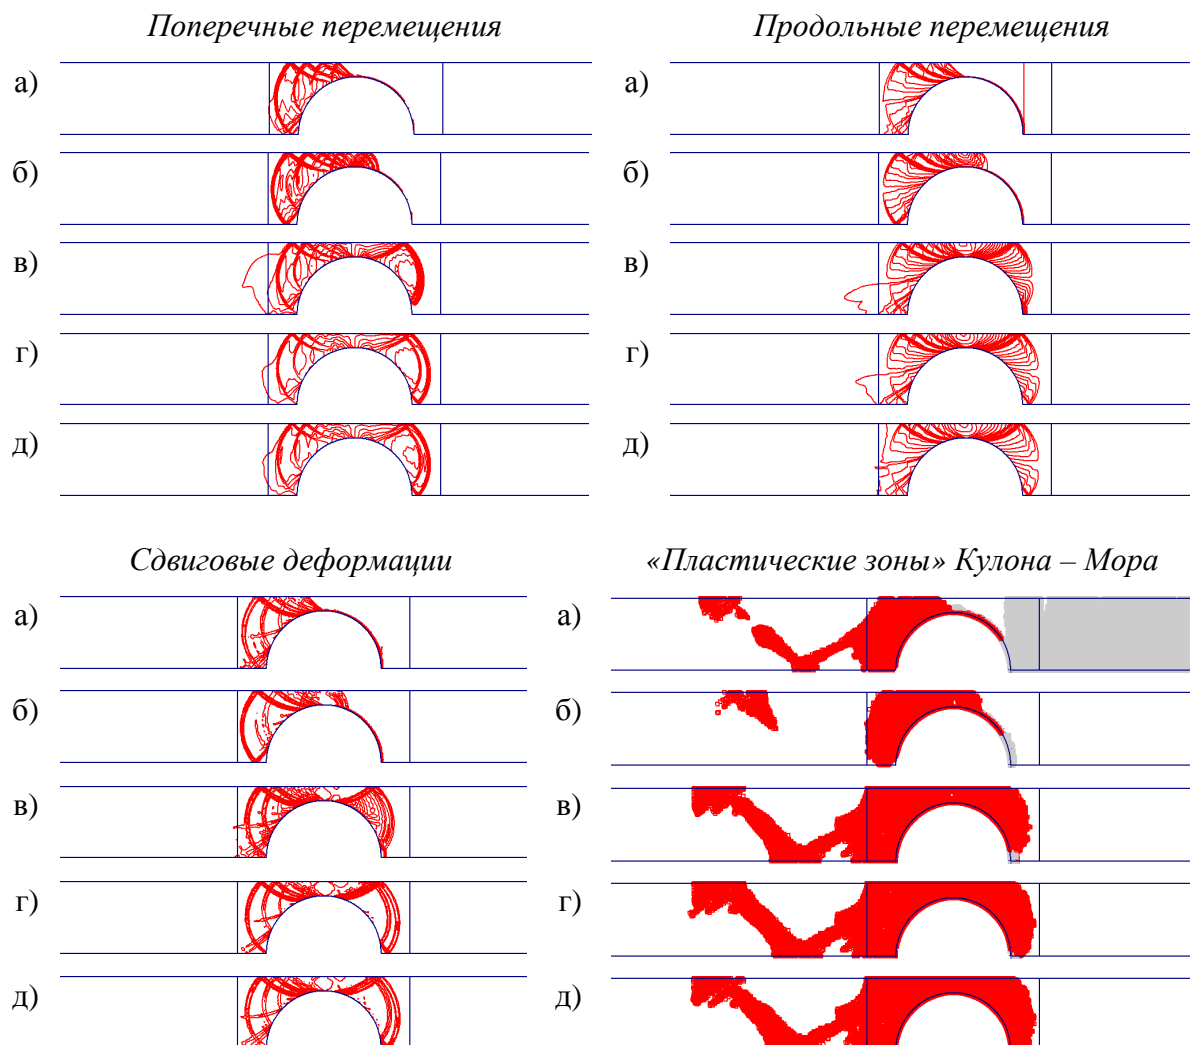 Поперечные перемещения
а)
б)
в)
г)
д)
Продольные перемещения
а)
б)
в)
г)
д)
Сдвиговые деформации
а)
б)
в)
г)
д)
«Пластические зоны» Кулона – Мора
а)
б)
в)
г)
д)